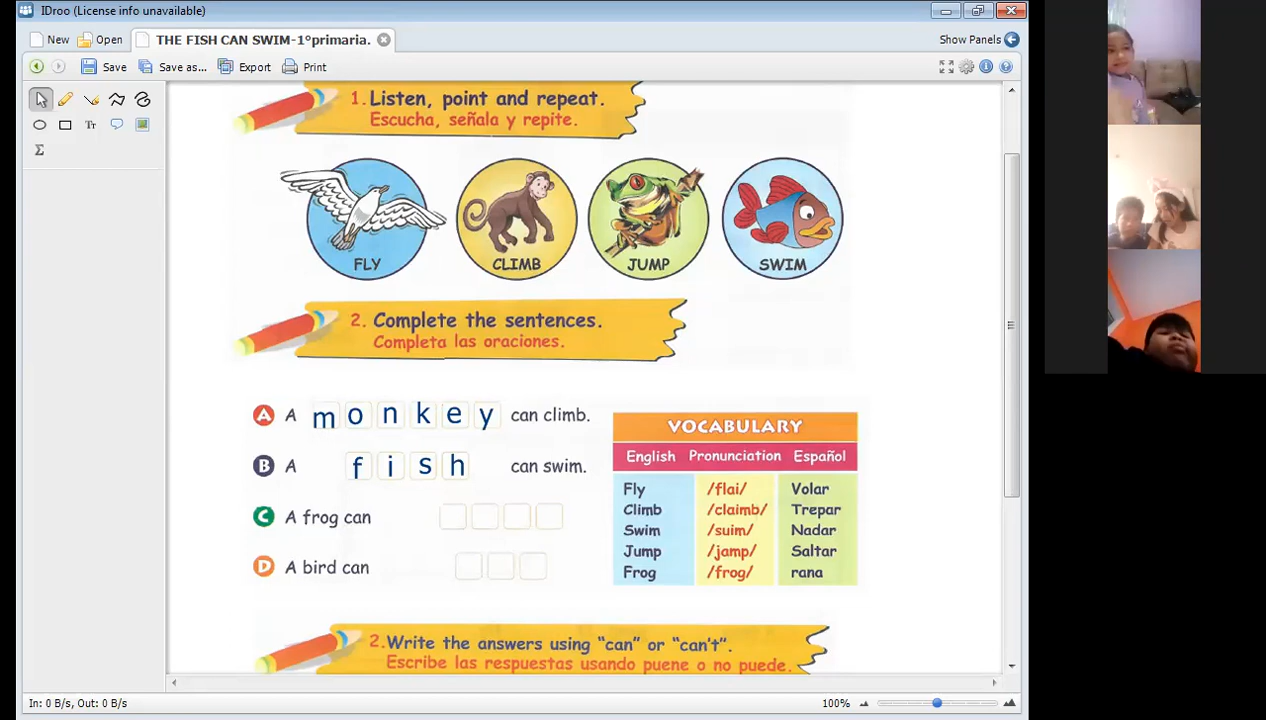 IDroo (License info unavailable)
New Open THE FISH CAN SWIM-1°primaria. Show Panels
Save Save as... Export Print
Tr
Σ
1. Listen, point and repeat.
Escucha, señala y repite.
FLY CLIMB JUMP SWIM
2. Complete the sentences.
Completa las oraciones.
A A monkey can climb.
B A fish can swim.
C A frog can
D A bird can
VOCABULARY
English Pronunciation Español
Fly /flai/ Volar
Climb /claimb/ Trepar
Swim /suim/ Nadar
Jump /jamp/ Saltar
Frog /frog/ rana
2. Write the answers using “can” or “can't”.
Escribe las respuestas usando puene o no puede.
In: 0 B/s, Out: 0 B/s 100%